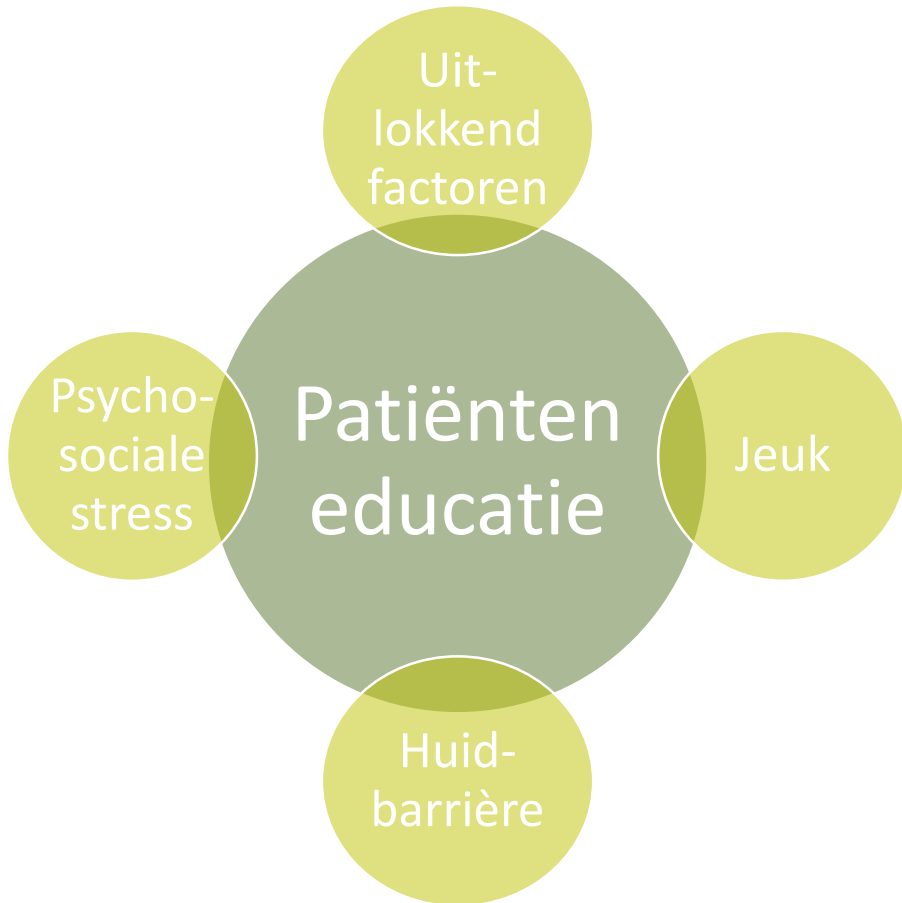 Uit-
lokkend
factoren
Psycho-
sociale
stress
Patiënten
educatie
Jeuk
Huid-
barrière